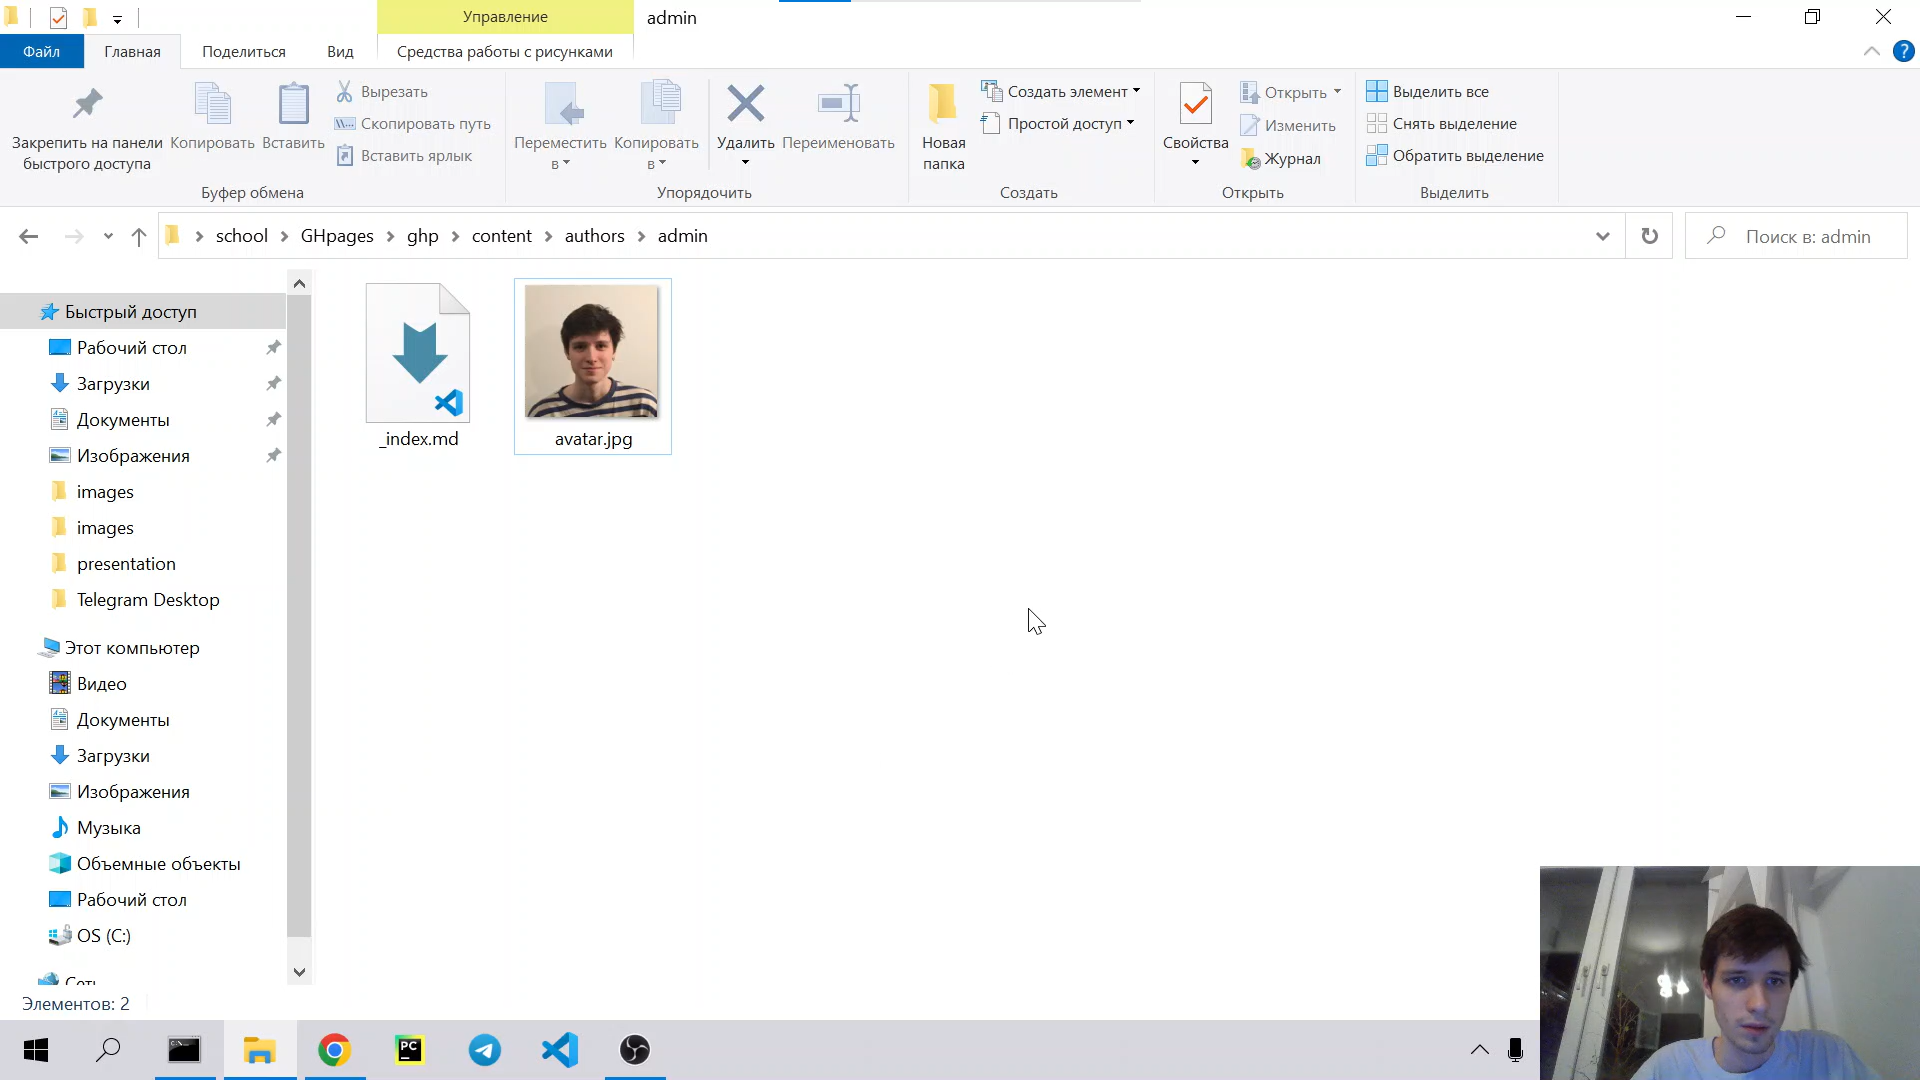 Управление
admin
Файл
Главная
Поделиться
Вид
Средства работы с рисунками
Закрепить на панели быстрого доступа
Копировать
Вставить
Вырезать
Скопировать путь
Вставить ярлык
Буфер обмена
Переместить в
Копировать в
Удалить
Переименовать
Упорядочить
Новая папка
Создать элемент
Простой доступ
Создать
Свойства
Открыть
Изменить
Журнал
Открыть
Выделить все
Снять выделение
Обратить выделение
Выделить
school
GHpages
ghp
content
authors
admin
Поиск в: admin
Быстрый доступ
Рабочий стол
Загрузки
Документы
Изображения
images
images
presentation
Telegram Desktop
Этот компьютер
Видео
Документы
Загрузки
Изображения
Музыка
Объемные объекты
Рабочий стол
OS (C:)
Сеть
_index.md
avatar.jpg
Элементов: 2
PC